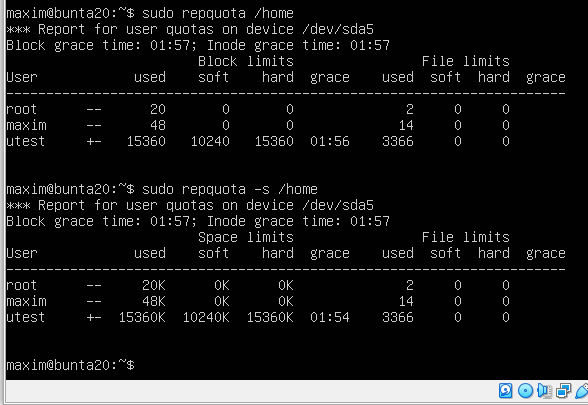 maxim@bunta20:~$ sudo repquota /home
*** Report for user quotas on device /dev/sda5
Block grace time: 01:57; Inode grace time: 01:57
                        Block limits                File limits
User            used    soft    hard  grace    used  soft  hard  grace
----------------------------------------------------------------------
root      --      20       0       0              2     0     0
maxim     --      48       0       0             14     0     0
utest     +-   15360   10240   15360  01:56    3366     0     0
maxim@bunta20:~$ sudo repquota -s /home
*** Report for user quotas on device /dev/sda5
Block grace time: 01:57; Inode grace time: 01:57
                        Space limits                File limits
User            used    soft    hard  grace    used  soft  hard  grace
----------------------------------------------------------------------
root      --     20K      0K      0K              2     0     0
maxim     --     48K      0K      0K             14     0     0
utest     +-  15360K  10240K  15360K  01:54    3366     0     0
maxim@bunta20:~$